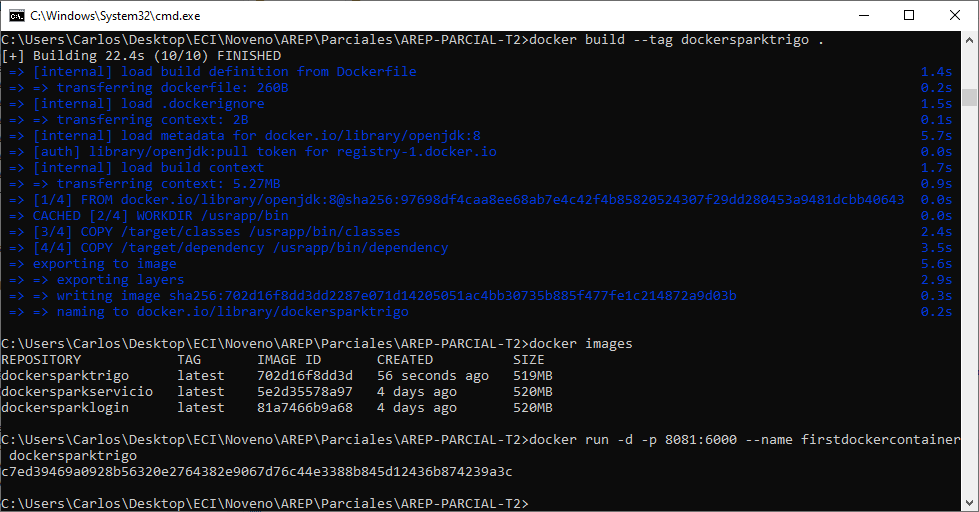 C:\Windows\System32\cmd.exe
C:\Users\Carlos\Desktop\ECI\Noveno\AREP\Parciales\AREP-PARCIAL-T2>docker build --tag dockersparktrigo .
[+] Building 22.4s (10/10) FINISHED
=> [internal] load build definition from Dockerfile 1.4s
=> => transferring dockerfile: 260B 0.2s
=> [internal] load .dockerignore 1.5s
=> => transferring context: 2B 0.1s
=> [internal] load metadata for docker.io/library/openjdk:8 5.7s
=> [auth] library/openjdk:pull token for registry-1.docker.io 0.0s
=> [internal] load build context 1.7s
=> => transferring context: 5.27MB 0.9s
=> [1/4] FROM docker.io/library/openjdk:8@sha256:97698df4caa8ee68ab7e4c42f4b85820524307f29dd280453a9481dcbb40643 0.0s
=> CACHED [2/4] WORKDIR /usrapp/bin 0.0s
=> [3/4] COPY /target/classes /usrapp/bin/classes 2.4s
=> [4/4] COPY /target/dependency /usrapp/bin/dependency 3.5s
=> exporting to image 5.6s
=> => exporting layers 2.9s
=> => writing image sha256:702d16f8dd3dd2287e071d14205051ac4bb30735b885f477fe1c214872a9d03b 0.3s
=> => naming to docker.io/library/dockersparktrigo 0.2s
C:\Users\Carlos\Desktop\ECI\Noveno\AREP\Parciales\AREP-PARCIAL-T2>docker images
REPOSITORY TAG IMAGE ID CREATED SIZE
dockersparktrigo latest 702d16f8dd3d 56 seconds ago 519MB
dockersparkservicio latest 5e2d35578a97 4 days ago 520MB
dockersparklogin latest 81a7466b9a68 4 days ago 520MB
C:\Users\Carlos\Desktop\ECI\Noveno\AREP\Parciales\AREP-PARCIAL-T2>docker run -d -p 8081:6000 --name firstdockercontainer
dockersparktrigo
c7ed39469a0928b56320e2764382e9067d76c44e3388b845d12436b874239a3c
C:\Users\Carlos\Desktop\ECI\Noveno\AREP\Parciales\AREP-PARCIAL-T2>